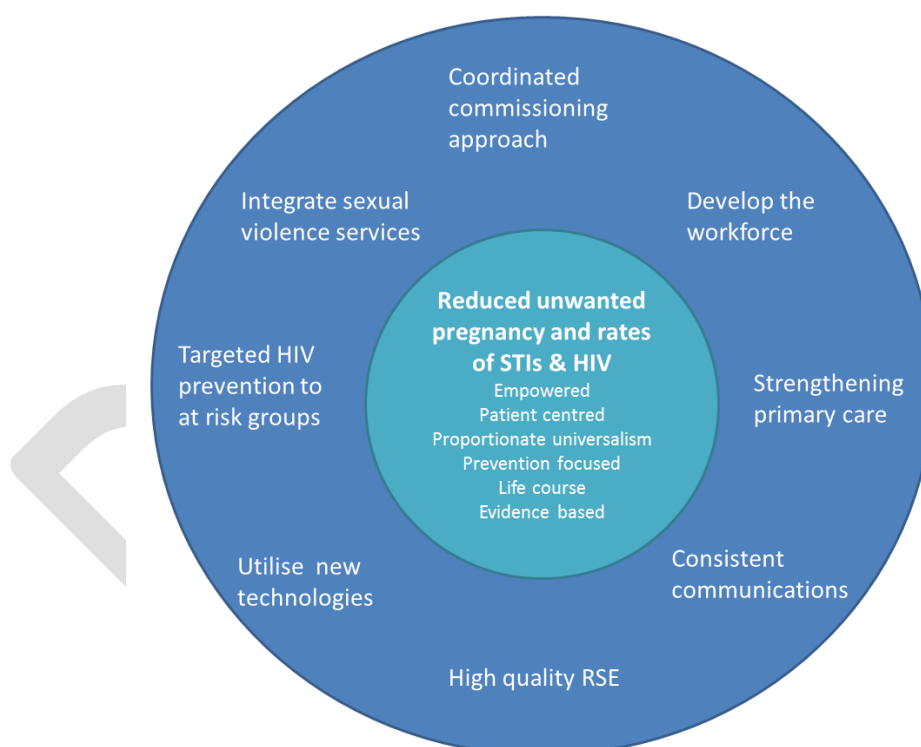 Coordinated
commissioning
approach
Integrate sexual
violence services
Develop the
workforce
Reduced unwanted
pregnancy and rates
of STIs & HIV
Empowered
Patient centred
Proportionate universalism
Prevention focused
Life course
Evidence based
Targeted HIV
prevention to
at risk groups
Strengthening
primary care
Utilise new
technologies
Consistent
communications
High quality RSE